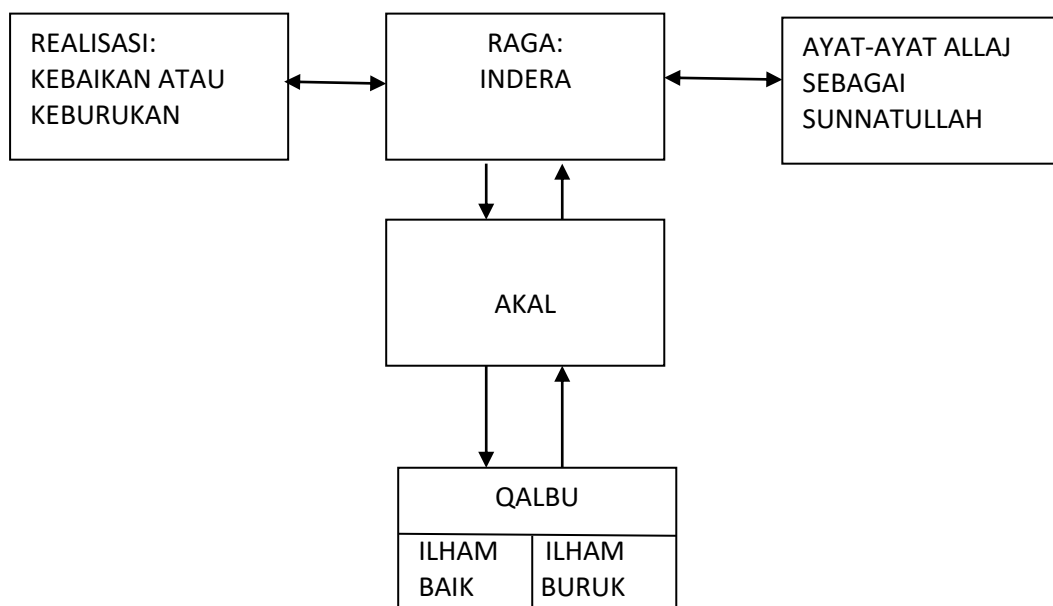 REALISASI:
KEBAIKAN ATAU
KEBURUKAN
RAGA:
INDERA
AYAT-AYAT ALLAJ
SEBAGAI
SUNNATULLAH
AKAL
QALBU
ILHAM
BAIK
ILHAM
BURUK